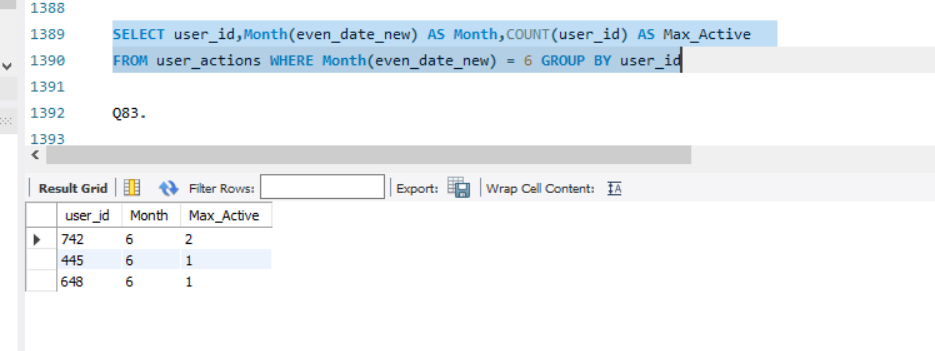 1388
1389 SELECT user_id,Month(even_date_new) AS Month,COUNT(user_id) AS Max_Active
1390 FROM user_actions WHERE Month(even_date_new) = 6 GROUP BY user_id
1391
1392 Q83.
1393
Result Grid Filter Rows: Export: Wrap Cell Content: IA
user_id Month Max_Active
742 6 2
445 6 1
648 6 1